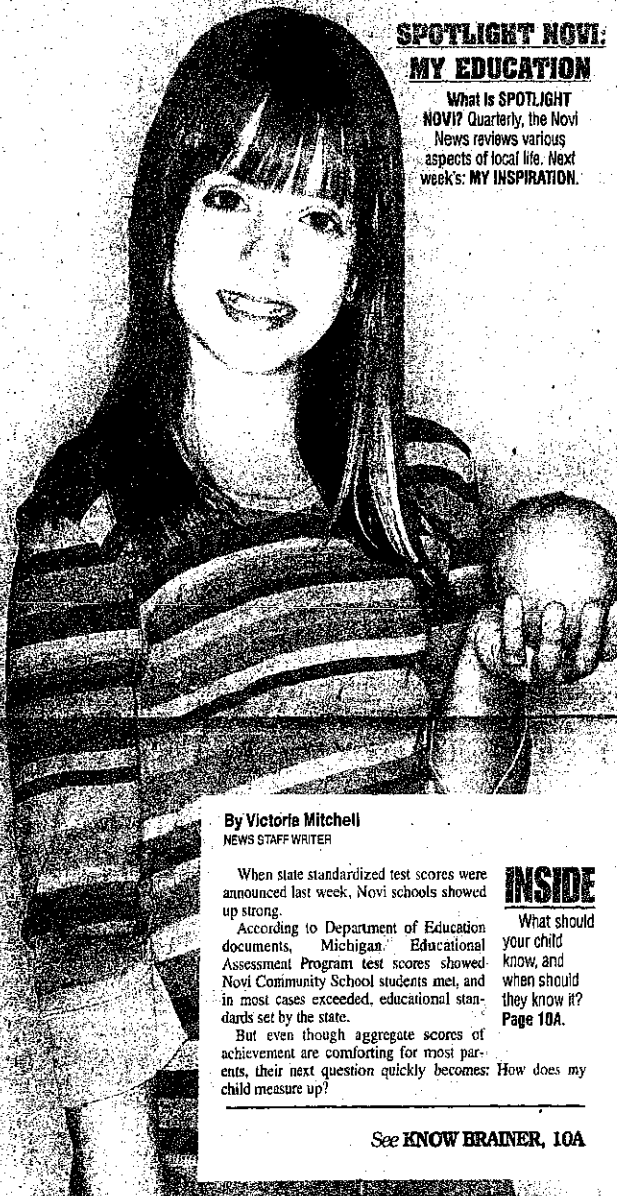 SPOTLIGHT NOVI:
MY EDUCATION
What is SPOTLIGHT
NOVI? Quarterly, the Novi
News reviews various
aspects of local life. Next
week's: MY INSPIRATION.
By Victoria Mitchell
NEWS STAFF WRITER
When state standardized test scores were
announced last week, Novi schools showed
up strong.
According to Department of Education
documents, Michigan Educational
Assessment Program test scores showed
Novi Community School students met, and
in most cases exceeded, educational stan-
dards set by the state.
But even though aggregate scores of
achievement are comforting for most par-
ents, their next question quickly becomes: How does my
child measure up?
See KNOW BRAINER, 10A
INSIDE
What should
your child
know, and
when should
they know it?
Page 10A.